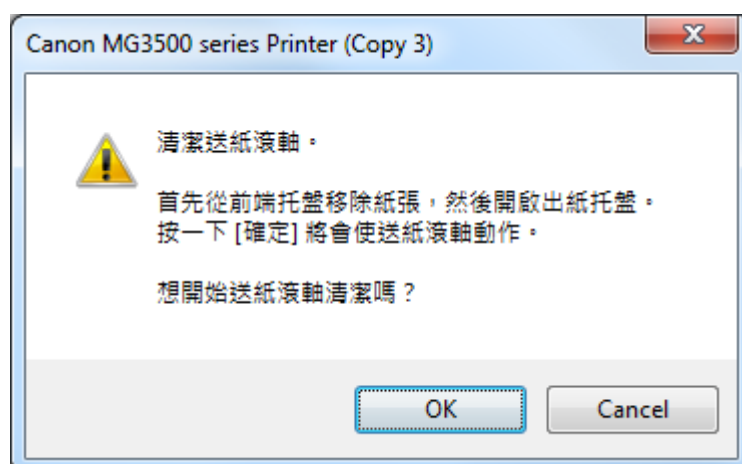 Canon MG3500 series Printer (Copy 3)
清潔送紙滾軸。
首先從前端托盤移除紙張，然後開啟出紙托盤。
按一下 [確定] 將會使送紙滾軸動作。
想開始送紙滾軸清潔嗎？
OK
Cancel